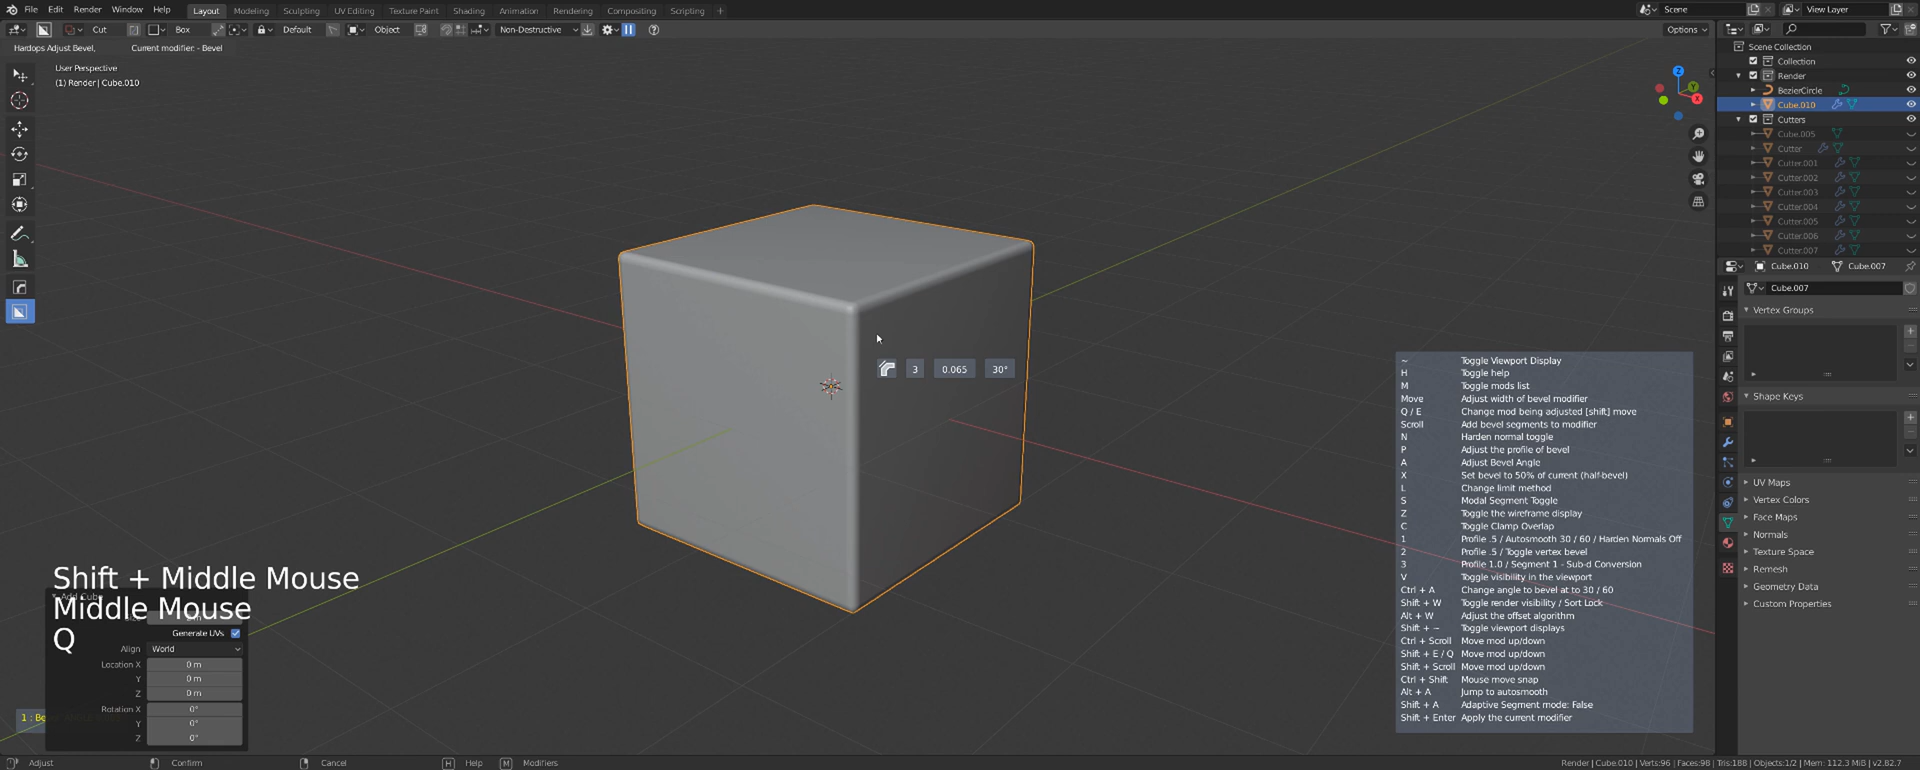 File Edit Render Window Help Layout Modeling Sculpting UV Editing Texture Paint Shading Animation Rendering Compositing Scripting + Scene View Layer
Cut Box Default Object Non-Destructive Options
Hardops Adjust Bevel, Current modifier: - Bevel
User Perspective
(1) Render | Cube.010
Z
Y
X
3 0.065 30°
~ Toggle Viewport Display
H Toggle help
M Toggle mods list
Move Adjust width of bevel modifier
Q / E Change mod being adjusted [shift] move
Scroll Add bevel segments to modifier
N Harden normal toggle
P Adjust the profile of bevel
A Adjust Bevel Angle
X Set bevel to 50% of current (half-bevel)
L Change limit method
S Modal Segment Toggle
Z Toggle the wireframe display
C Toggle Clamp Overlap
1 Profile .5 / Autosmooth 30 / 60 / Harden Normals Off
2 Profile .5 / Toggle vertex bevel
3 Profile 1.0 / Segment 1 - Sub-d Conversion
V Toggle visibility in the viewport
Ctrl + A Change angle to bevel at to 30 / 60
Shift + W Toggle render visibility / Sort Lock
Alt + W Adjust the offset algorithm
Shift + ~ Toggle viewport displays
Ctrl + Scroll Move mod up/down
Shift + E / Q Move mod up/down
Shift + Scroll Move mod up/down
Ctrl + Shift Mouse move snap
Alt + A Jump to autosmooth
Shift + A Adaptive Segment mode: False
Shift + Enter Apply the current modifier
Shift + Middle Mouse
Middle Mouse
Q
Add Cube
Generate UVs
Align World
Location X 0 m
Y 0 m
Z 0 m
Rotation X 0°
Y 0°
Z 0°
Scene Collection
Collection
Render
BezierCircle
Cube.010
Cutters
Cube.005
Cutter
Cutter.001
Cutter.002
Cutter.003
Cutter.004
Cutter.005
Cutter.006
Cutter.007
Cube.010 Cube.007
Cube.007
Vertex Groups
Shape Keys
UV Maps
Vertex Colors
Face Maps
Normals
Texture Space
Remesh
Geometry Data
Custom Properties
Adjust Confirm Cancel H Help M Modifiers Render | Cube.010 | Verts:96 | Faces:98 | Tris:188 | Objects:1/2 | Mem: 112.3 MiB | v2.82.7